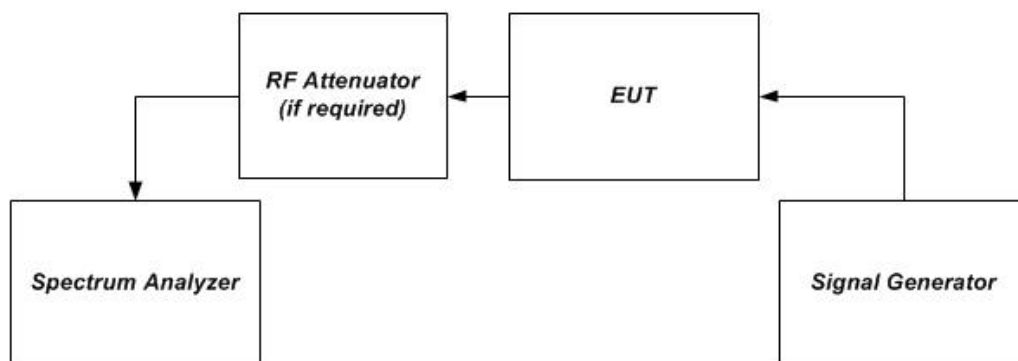 RF Attenuator
(if required)
EUT
Spectrum Analyzer
Signal Generator